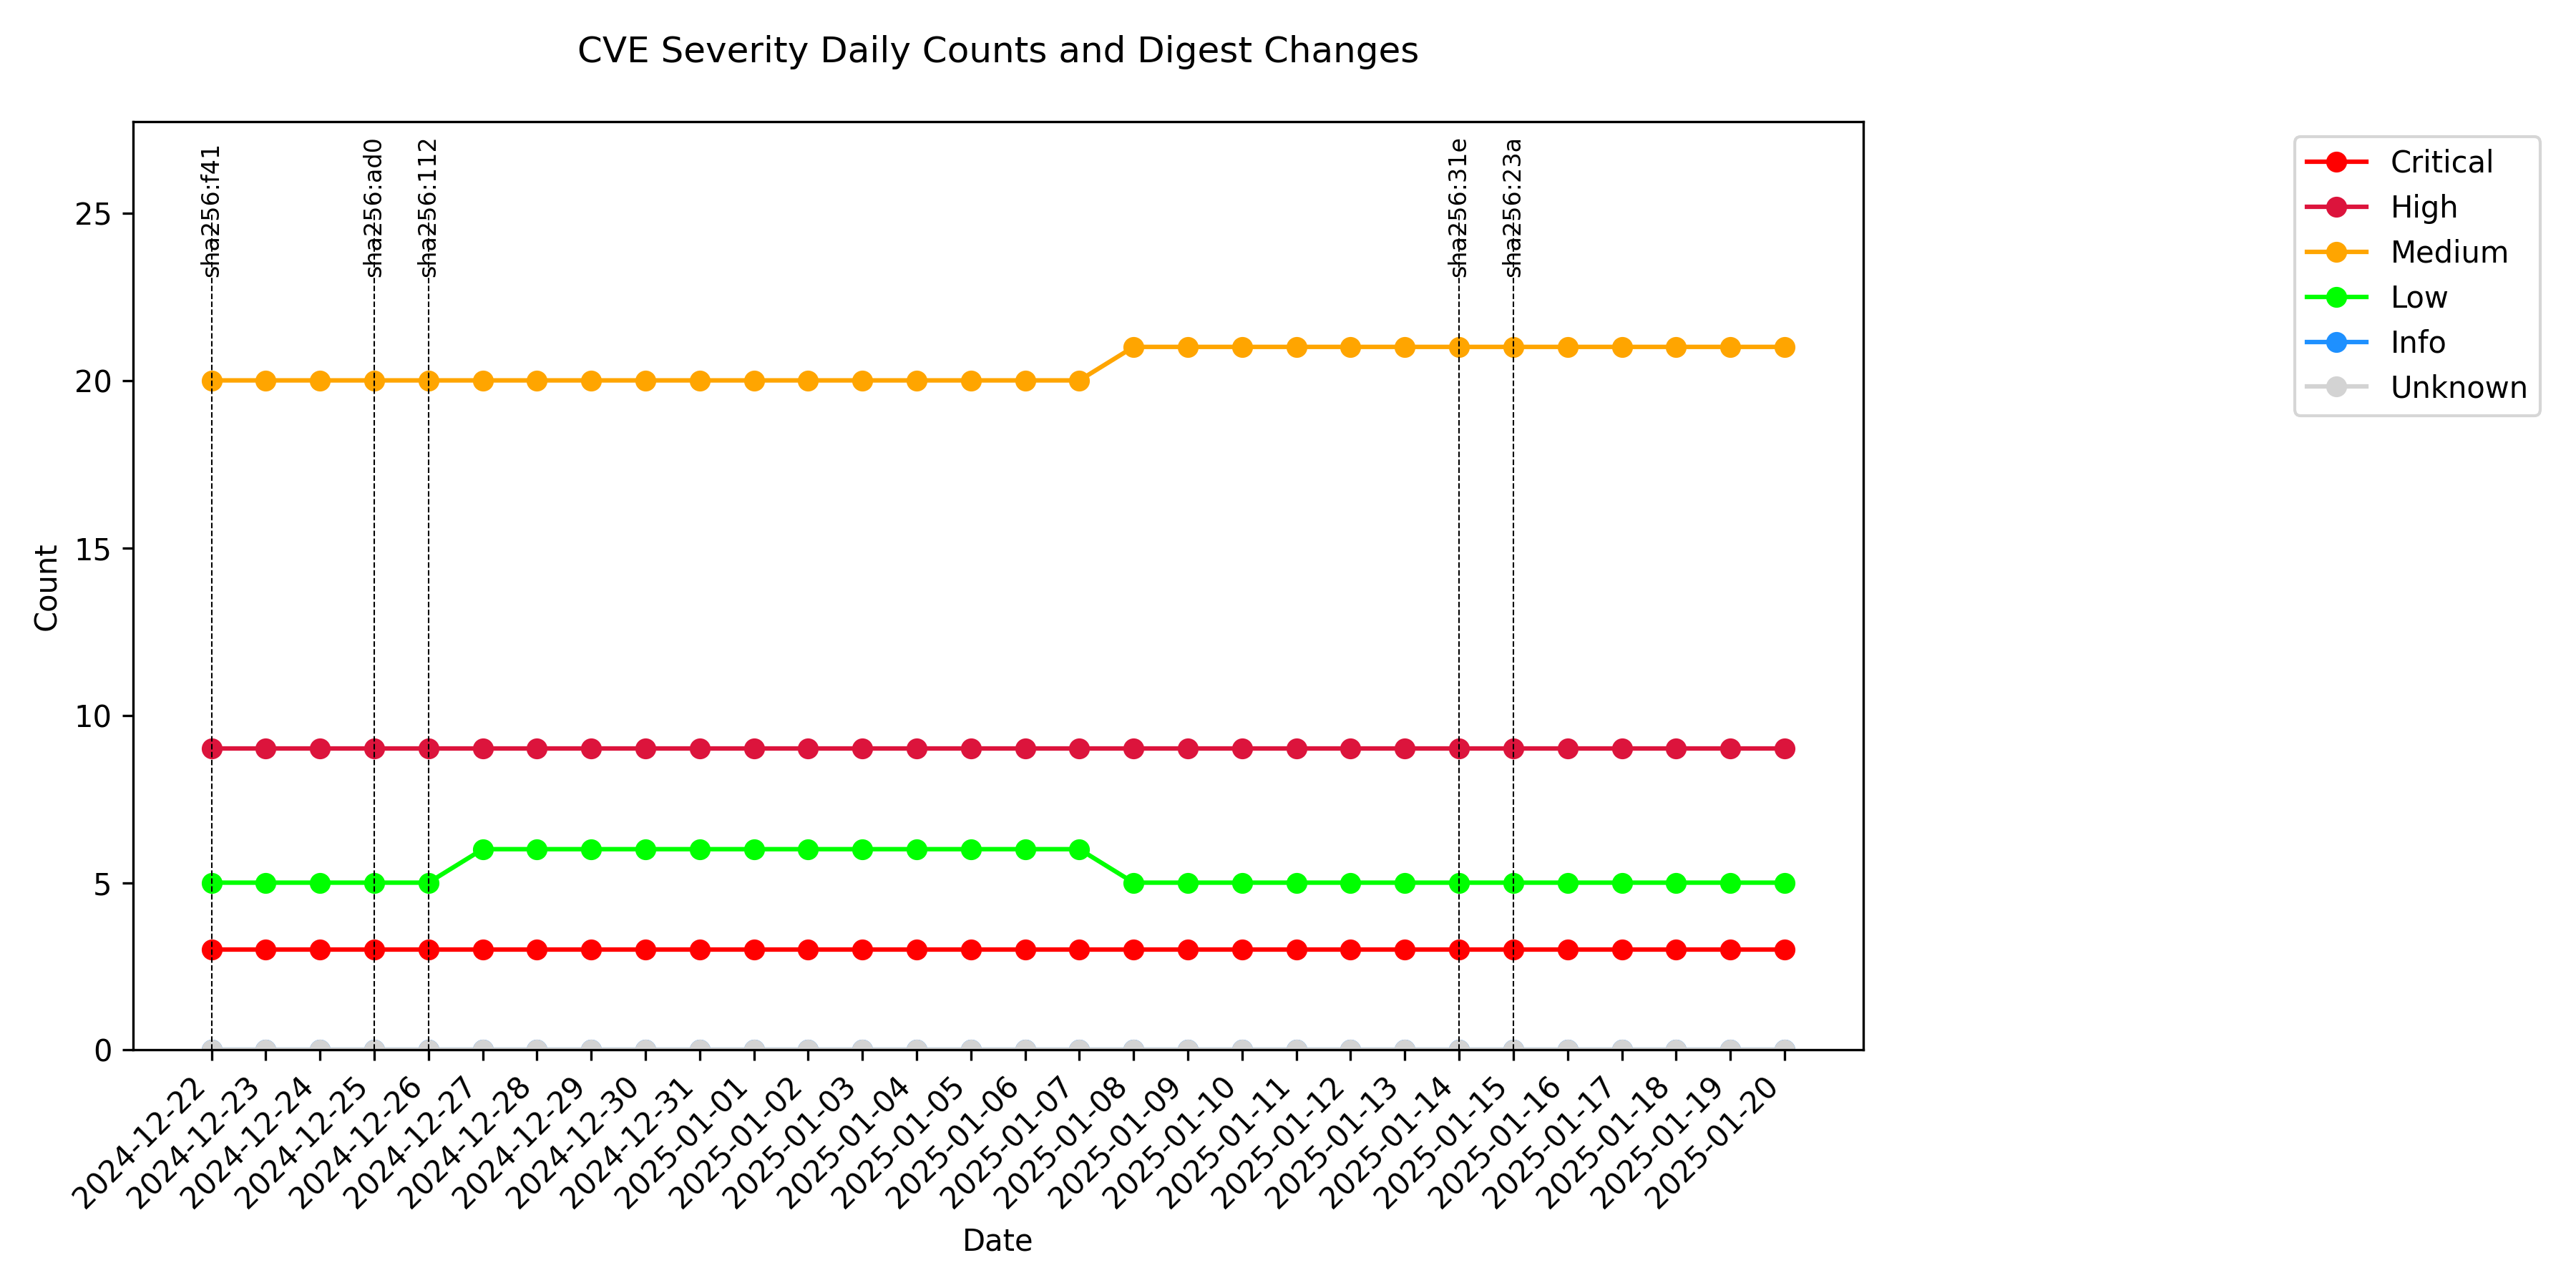 CVE Severity Daily Counts and Digest Changes
sha256:f41
sha256:ad0
sha256:112
sha256:31e
sha256:23a
Critical
High
Medium
Low
Info
Unknown
Count
25
20
15
10
5
0
2024-12-22
2024-12-23
2024-12-24
2024-12-25
2024-12-26
2024-12-27
2024-12-28
2024-12-29
2024-12-30
2024-12-31
2025-01-01
2025-01-02
2025-01-03
2025-01-04
2025-01-05
2025-01-06
2025-01-07
2025-01-08
2025-01-09
2025-01-10
2025-01-11
2025-01-12
2025-01-13
2025-01-14
2025-01-15
2025-01-16
2025-01-17
2025-01-18
2025-01-19
2025-01-20
Date